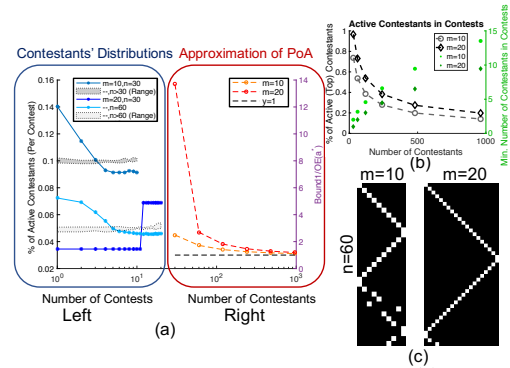 Contestants' Distributions
Approximation of PoA
% of Active Contestants (Per Contest)
0.16
0.14
0.12
0.1
0.08
0.06
0.04
0.02
m=10,n=30
--,n>30 (Range)
m=20,n=30
--,n=60
--,n>60 (Range)
10^0
10^1
Number of Contests
Left
m=10
m=20
y=1
14
12
10
8
6
4
2
0
10^2
10^3
Number of Contestants
Right
(a)
Active Contestants in Contests
% of Active (Top) Contestants
1
0.8
0.6
0.4
0.2
0
m=10
m=20
m=10
m=20
15
10
5
0
Min. Number of Contestants in Contests
0
500
1000
Number of Contestants
(b)
m=10
m=20
n=60
(c)